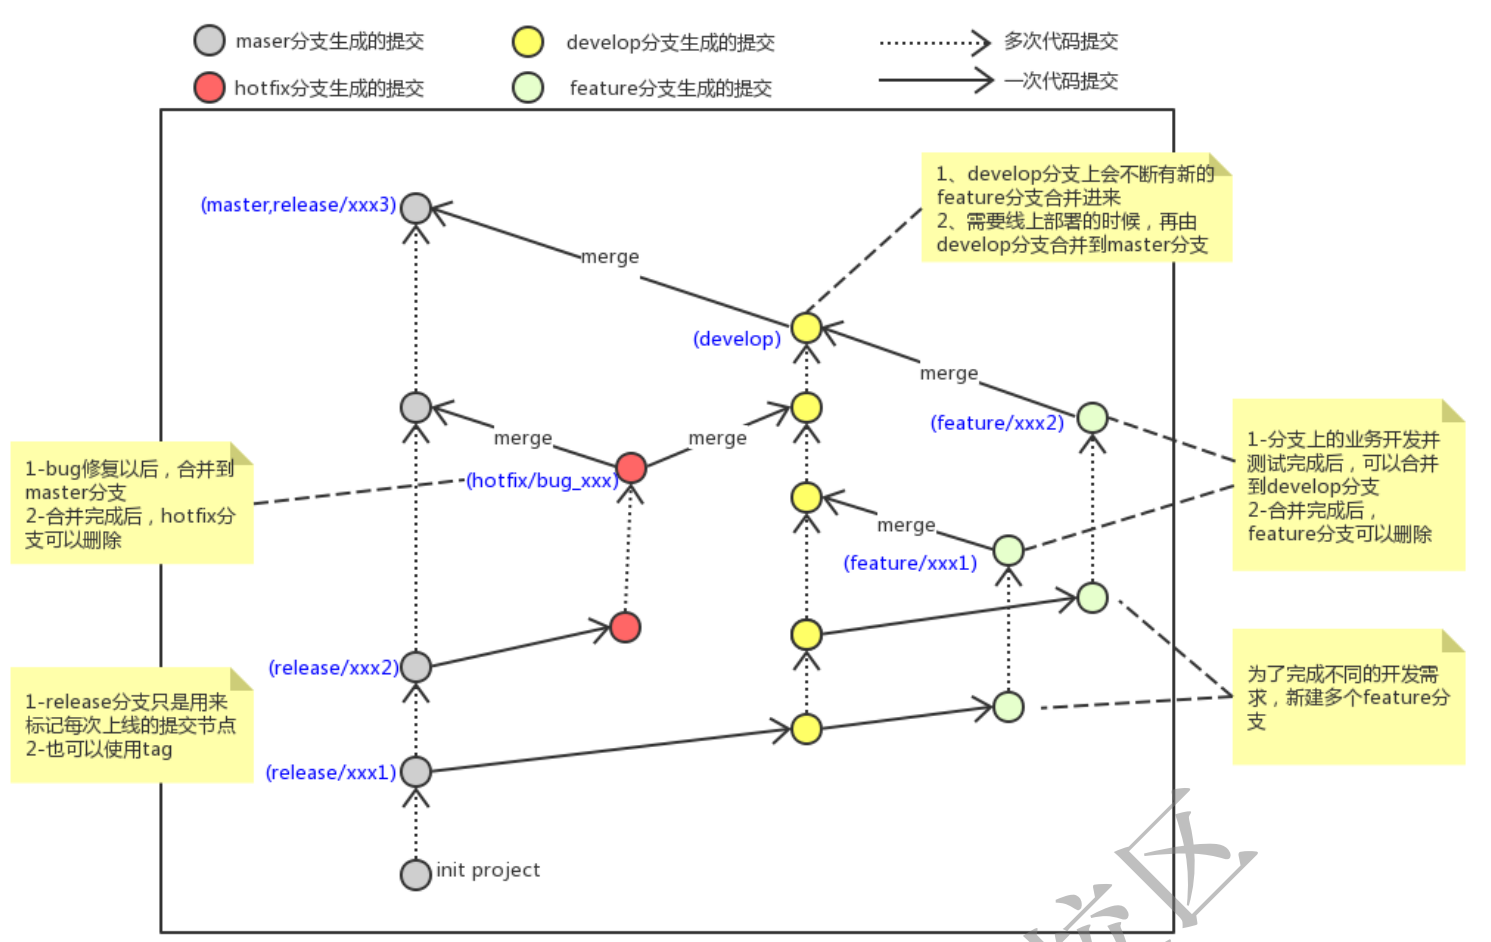 maser分支生成的提交
develop分支生成的提交
多次代码提交
hotfix分支生成的提交
feature分支生成的提交
一次代码提交
1、develop分支上会不断有新的
feature分支合并进来
2、需要线上部署的时候，再由
develop分支合并到master分支
(master,release/xxx3)
merge
(develop)
merge
(feature/xxx2)
merge
merge
1-分支上的业务开发并
测试完成后，可以合并
到develop分支
2-合并完成后，
feature分支可以删除
1-bug修复以后，合并到
master分支
2-合并完成后，hotfix分
支可以删除
(hotfix/bug_xxx)
merge
(feature/xxx1)
(release/xxx2)
1-release分支只是用来
标记每次上线的提交节点
2-也可以使用tag
为了完成不同的开发需
求，新建多个feature分
支
(release/xxx1)
init project
区